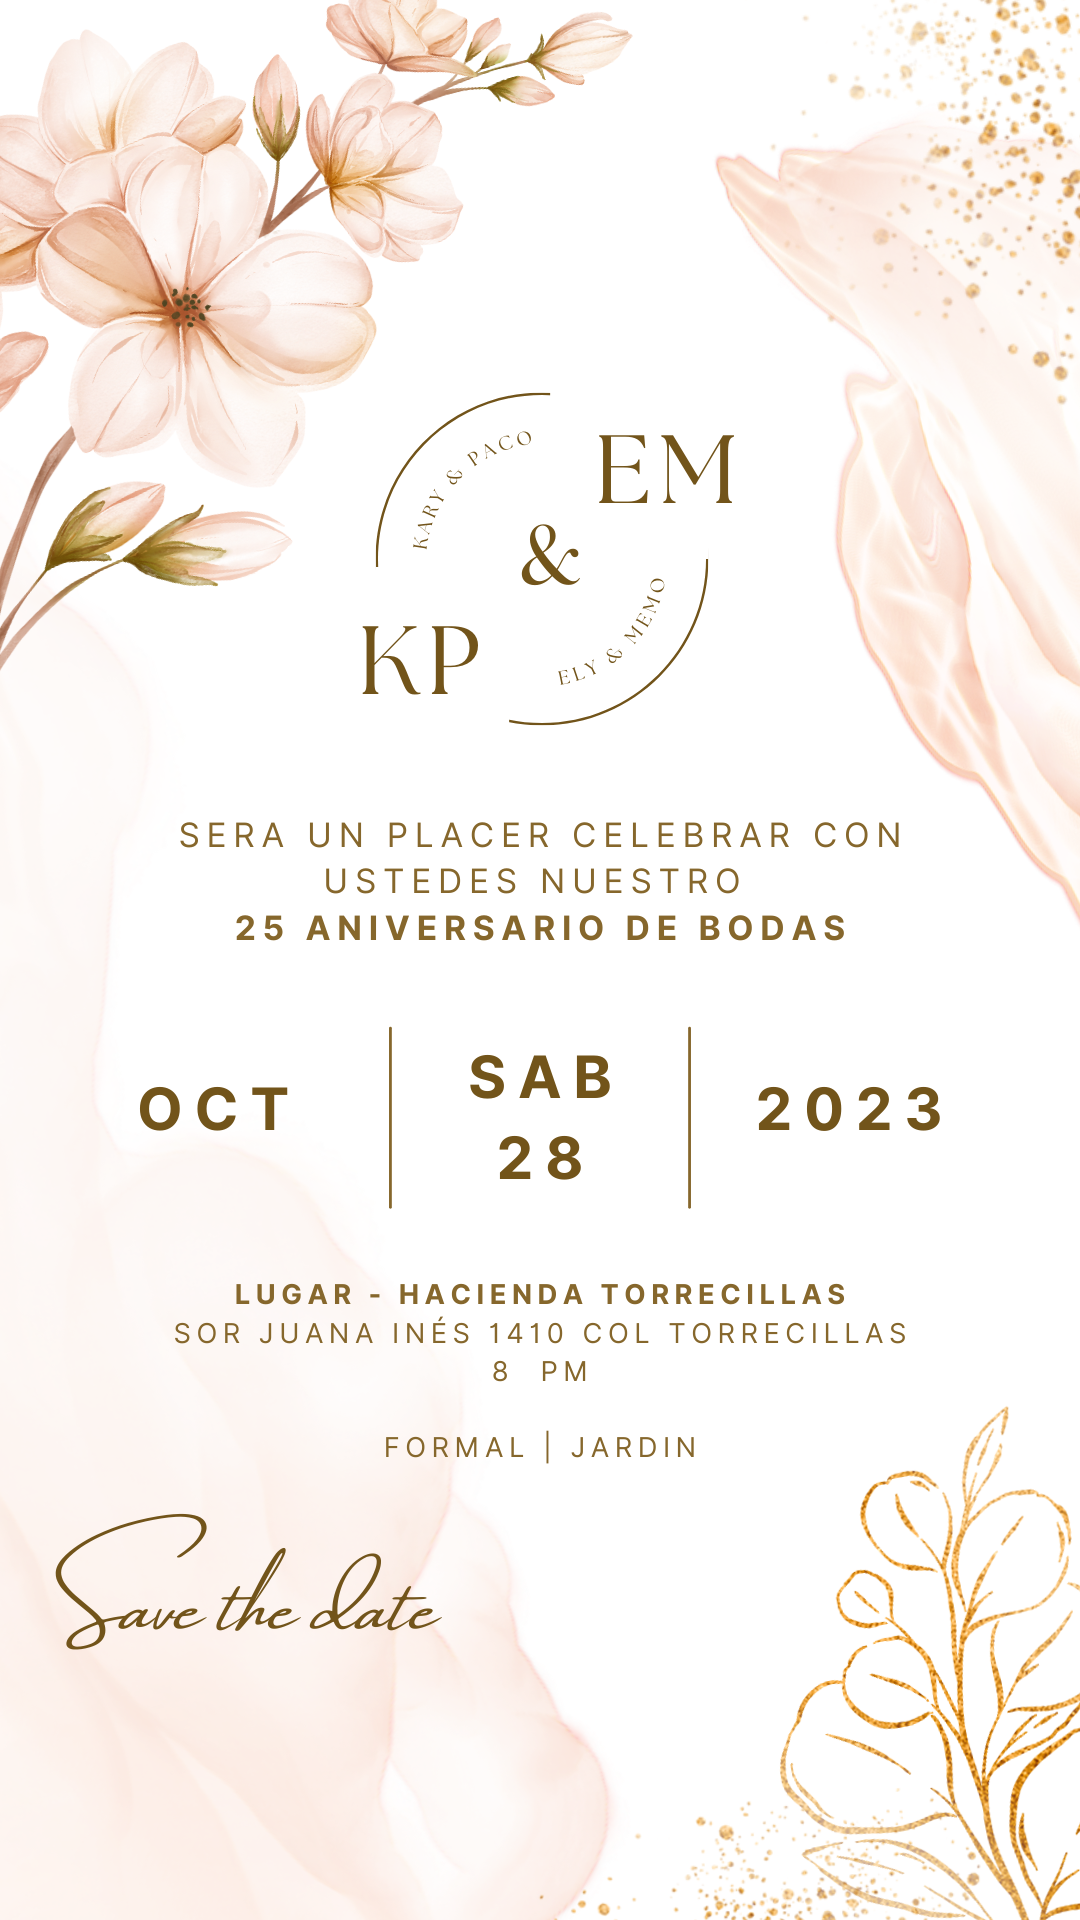 KARY & PACO
EM
&
KP
ELY & MEMO
SERA UN PLACER CELEBRAR CON
USTEDES NUESTRO
25 ANIVERSARIO DE BODAS
OCT
SAB
28
2023
LUGAR - HACIENDA TORRECILLAS
SOR JUANA INÉS 1410 COL TORRECILLAS
8 PM
FORMAL | JARDIN
Save the date